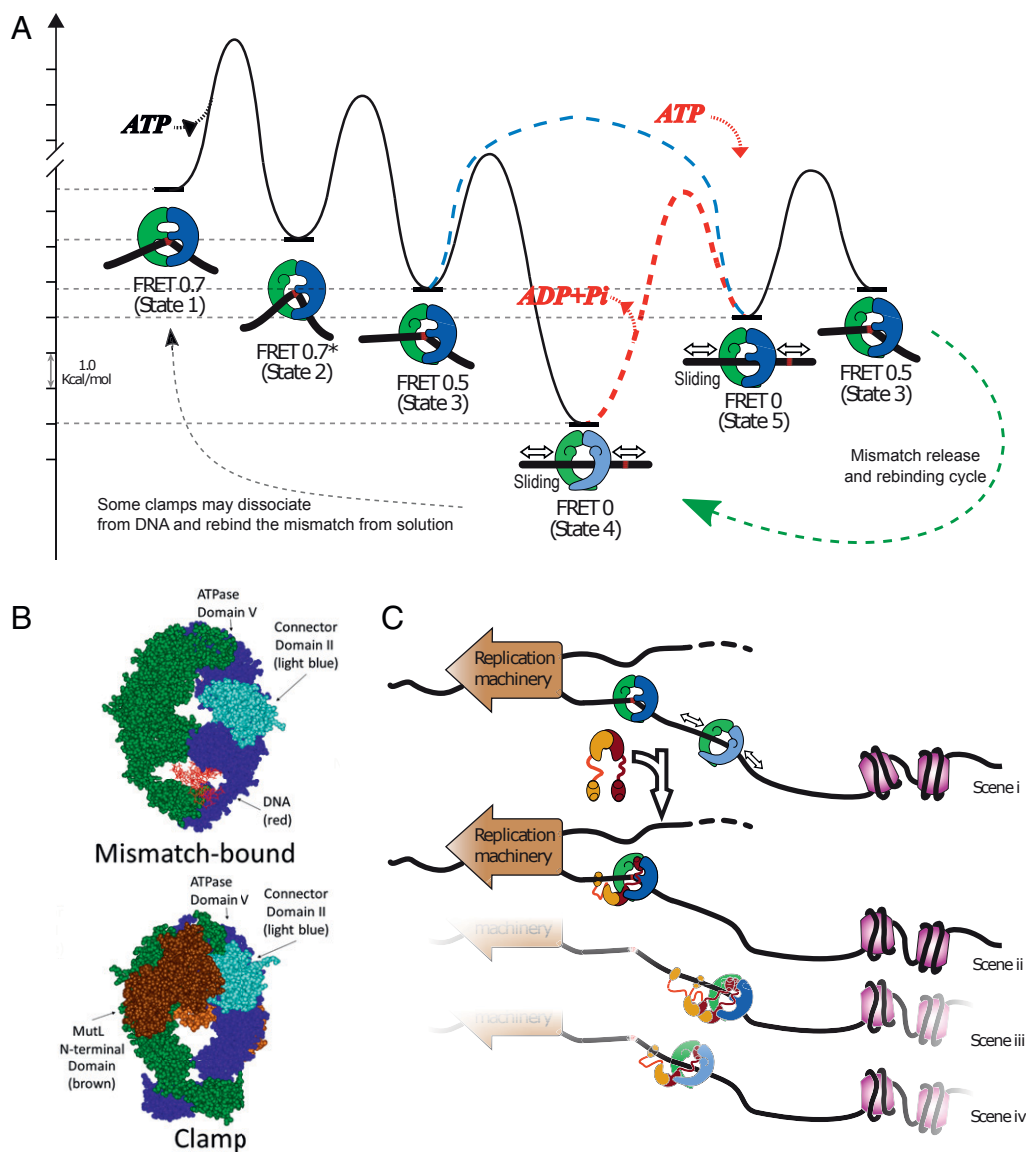 A
ATP
ATP
FRET 0.7
(State 1)
FRET 0.7*
(State 2)
FRET 0.5
(State 3)
ADP+Pi
1.0
Kcal/mol
Sliding
FRET 0
(State 5)
FRET 0.5
(State 3)
Sliding
FRET 0
(State 4)
Mismatch release
and rebinding cycle
Some clamps may dissociate
from DNA and rebind the mismatch from solution
B
ATPase
Domain V
Connector
Domain II
(light blue)
DNA
(red)
Mismatch-bound
ATPase
Domain V
Connector
Domain II
(light blue)
MutL
N-terminal
Domain
(brown)
Clamp
C
Replication
machinery
Scene i
Replication
machinery
Scene ii
machinery
Scene iii
machinery
Scene iv